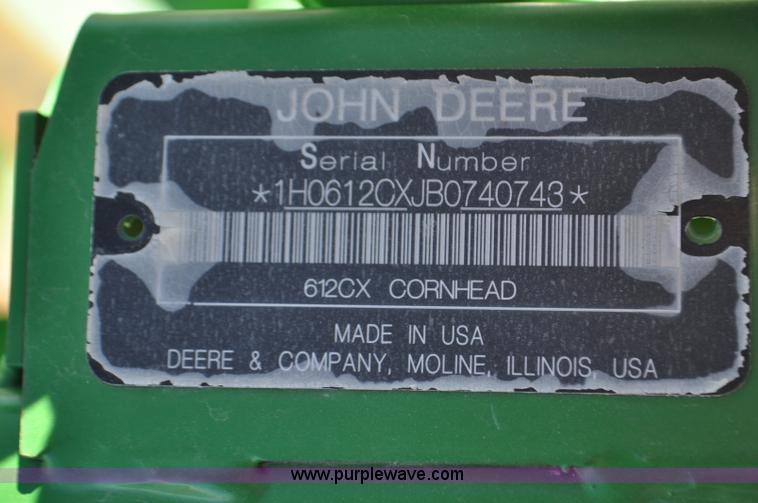 JOHN DEERE
Serial Number
*1H0612CXJB0740743*
612CX CORNHEAD
MADE IN USA
DEERE & COMPANY, MOLINE, ILLINOIS, USA
www.purplewave.com